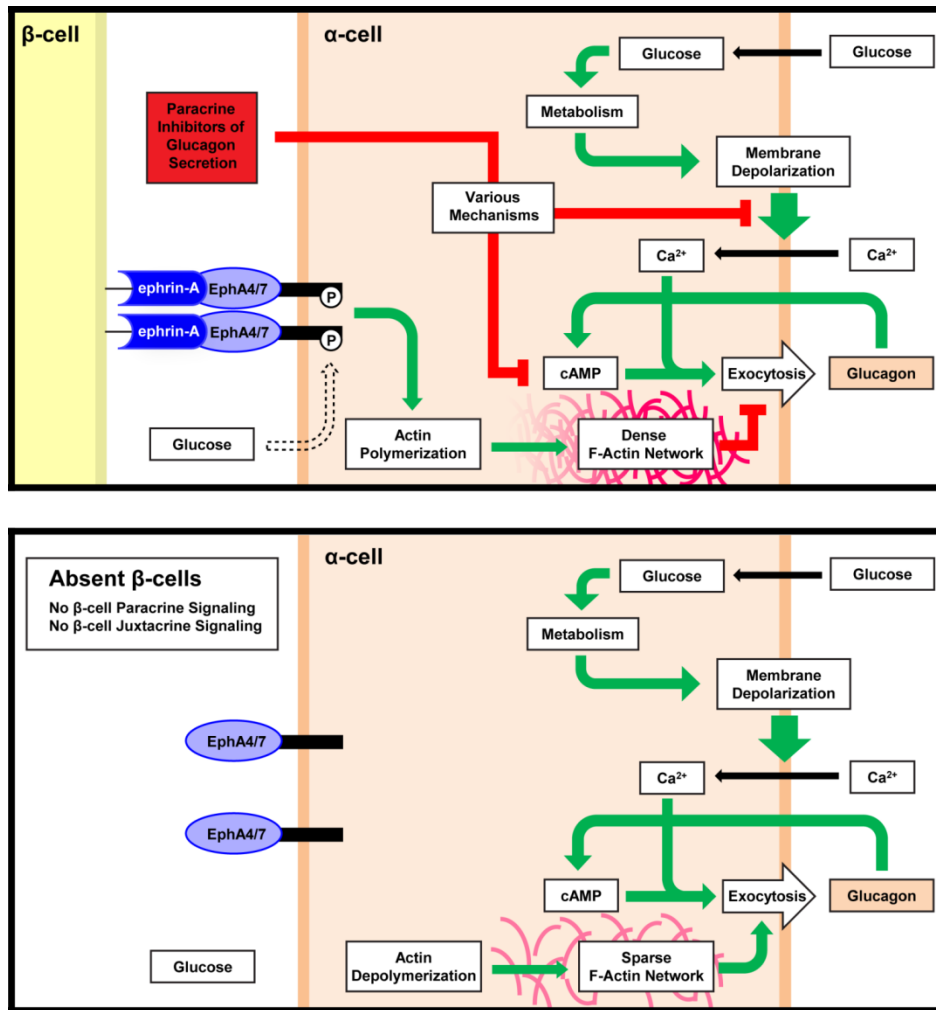 β-cell
α-cell
Glucose
Glucose
Metabolism
Paracrine
Inhibitors of
Glucagon
Secretion
Membrane
Depolarization
Various
Mechanisms
Ca²⁺
Ca²⁺
ephrin-A
EphA4/7
P
ephrin-A
EphA4/7
P
cAMP
Exocytosis
Glucagon
Glucose
Actin
Polymerization
Dense
F-Actin Network
Absent β-cells
No β-cell Paracrine Signaling
No β-cell Juxtacrine Signaling
α-cell
Glucose
Glucose
Metabolism
Membrane
Depolarization
EphA4/7
Ca²⁺
Ca²⁺
EphA4/7
cAMP
Exocytosis
Glucagon
Glucose
Actin
Depolymerization
Sparse
F-Actin Network